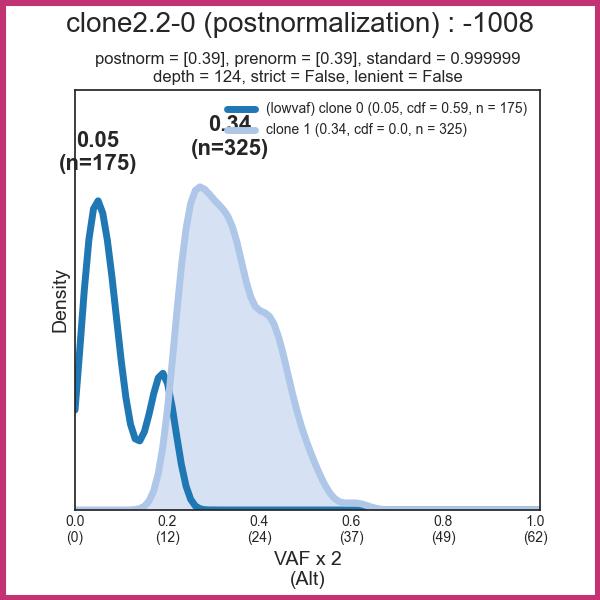 clone2.2-0 (postnormalization) : -1008
postnorm = [0.39], prenorm = [0.39], standard = 0.999999
depth = 124, strict = False, lenient = False
(lowvaf) clone 0 (0.05, cdf = 0.59, n = 175)
clone 1 (0.34, cdf = 0.0, n = 325)
0.05
(n=175)
0.34
(n=325)
Density
0.0 0.2 0.4 0.6 0.8 1.0
(0) (12) (24) (37) (49) (62)
VAF x 2
(Alt)